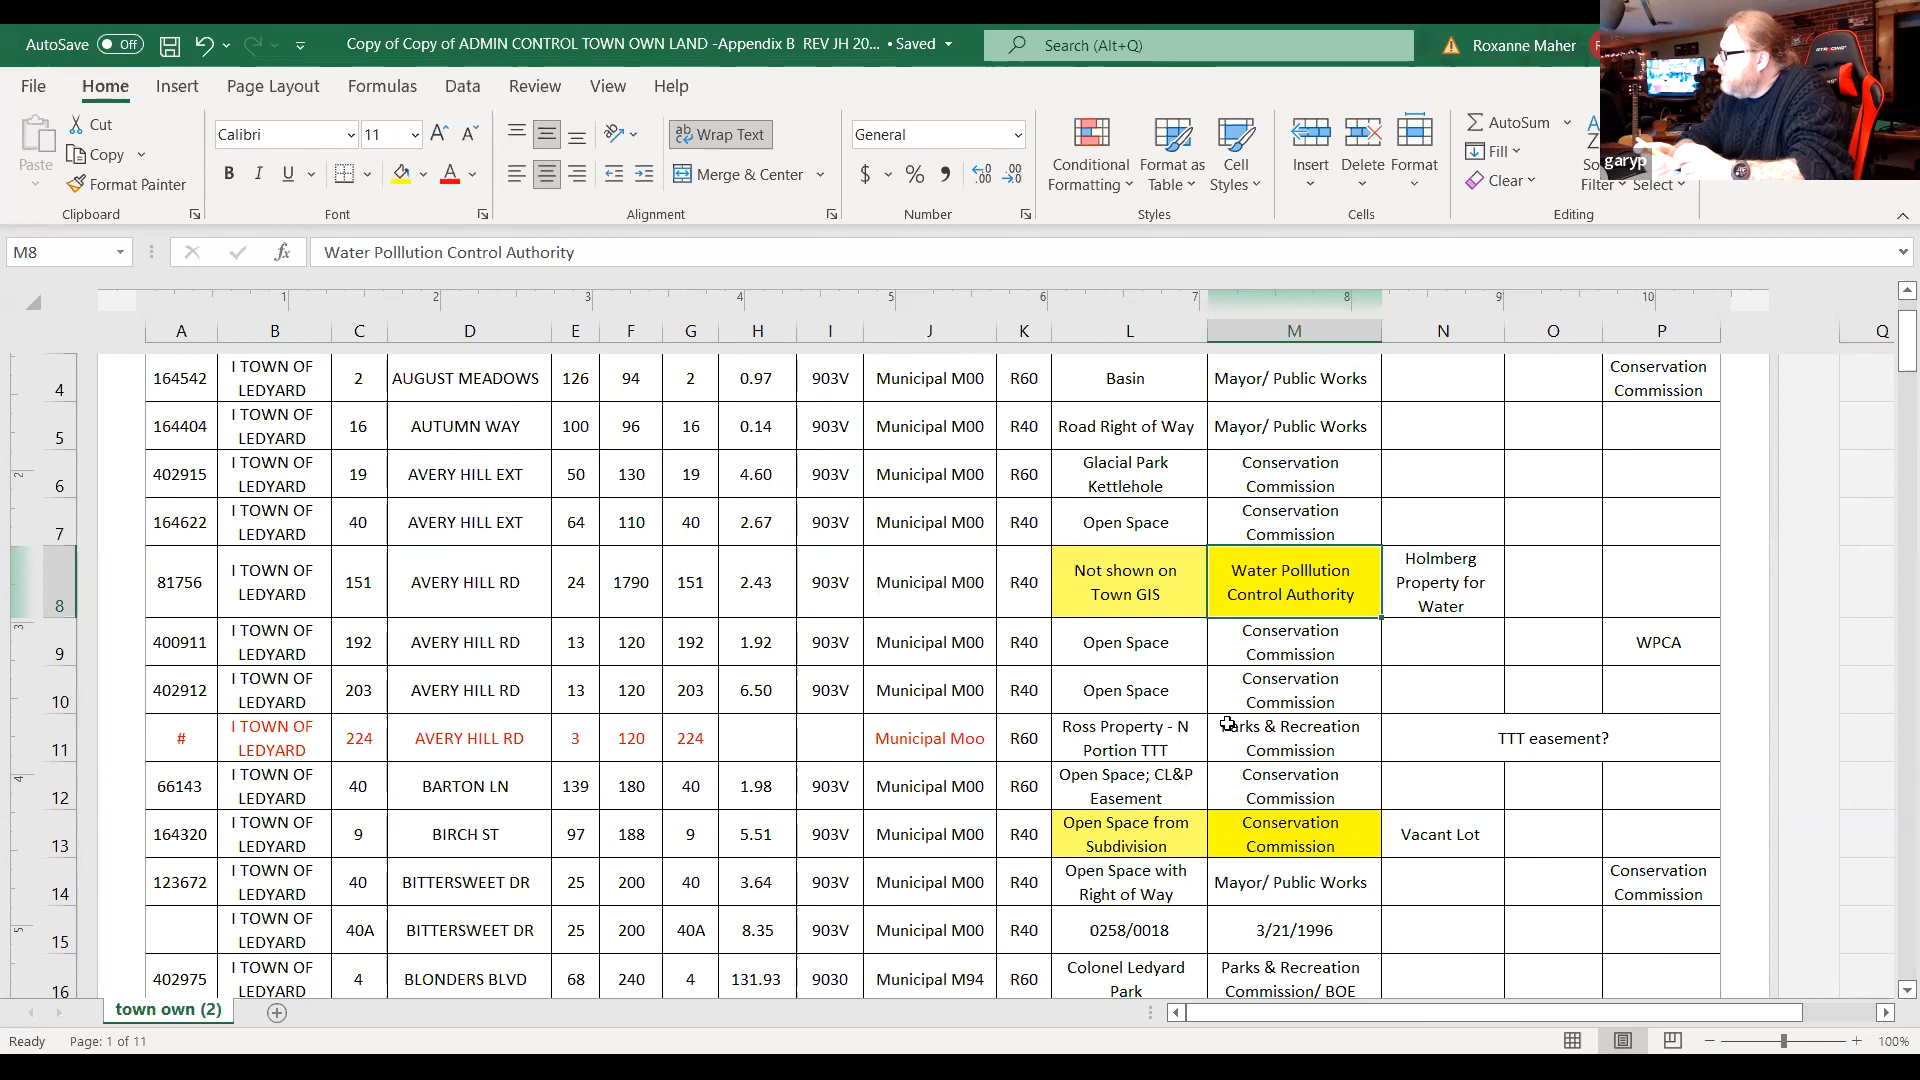 AutoSave Off Copy of Copy of ADMIN CONTROL TOWN OWN LAND -Appendix B REV JH 20... • Saved Search (Alt+Q) Roxanne Maher
File Home Insert Page Layout Formulas Data Review View Help
Paste Cut Copy Format Painter Clipboard
Calibri 11 B I U Font
ab Wrap Text Merge & Center Alignment
General $ % Number
Conditional Formatting Format as Table Cell Styles Styles
Insert Delete Format Cells
AutoSum Fill Clear Filter Select Editing
garyp
M8 fx Water Polllution Control Authority
1 2 3 4 5 6 7 8 9 10
A B C D E F G H I J K L M N O P Q
4 164542 I TOWN OF LEDYARD 2 AUGUST MEADOWS 126 94 2 0.97 903V Municipal M00 R60 Basin Mayor/ Public Works Conservation Commission
5 164404 I TOWN OF LEDYARD 16 AUTUMN WAY 100 96 16 0.14 903V Municipal M00 R40 Road Right of Way Mayor/ Public Works
6 402915 I TOWN OF LEDYARD 19 AVERY HILL EXT 50 130 19 4.60 903V Municipal M00 R60 Glacial Park Kettlehole Conservation Commission
7 164622 I TOWN OF LEDYARD 40 AVERY HILL EXT 64 110 40 2.67 903V Municipal M00 R40 Open Space Conservation Commission
8 81756 I TOWN OF LEDYARD 151 AVERY HILL RD 24 1790 151 2.43 903V Municipal M00 R40 Not shown on Town GIS Water Polllution Control Authority Holmberg Property for Water
9 400911 I TOWN OF LEDYARD 192 AVERY HILL RD 13 120 192 1.92 903V Municipal M00 R40 Open Space Conservation Commission WPCA
10 402912 I TOWN OF LEDYARD 203 AVERY HILL RD 13 120 203 6.50 903V Municipal M00 R40 Open Space Conservation Commission
11 # I TOWN OF LEDYARD 224 AVERY HILL RD 3 120 224 Municipal Moo R60 Ross Property - N Portion TTT Parks & Recreation Commission TTT easement?
12 66143 I TOWN OF LEDYARD 40 BARTON LN 139 180 40 1.98 903V Municipal M00 R60 Open Space; CL&P Easement Conservation Commission
13 164320 I TOWN OF LEDYARD 9 BIRCH ST 97 188 9 5.51 903V Municipal M00 R40 Open Space from Subdivision Conservation Commission Vacant Lot
14 123672 I TOWN OF LEDYARD 40 BITTERSWEET DR 25 200 40 3.64 903V Municipal M00 R40 Open Space with Right of Way Mayor/ Public Works Conservation Commission
15 I TOWN OF LEDYARD 40A BITTERSWEET DR 25 200 40A 8.35 903V Municipal M00 R40 0258/0018 3/21/1996
16 402975 I TOWN OF LEDYARD 4 BLONDERS BLVD 68 240 4 131.93 9030 Municipal M94 R60 Colonel Ledyard Park Parks & Recreation Commission/ BOE
town own (2)
Ready Page: 1 of 11 100%